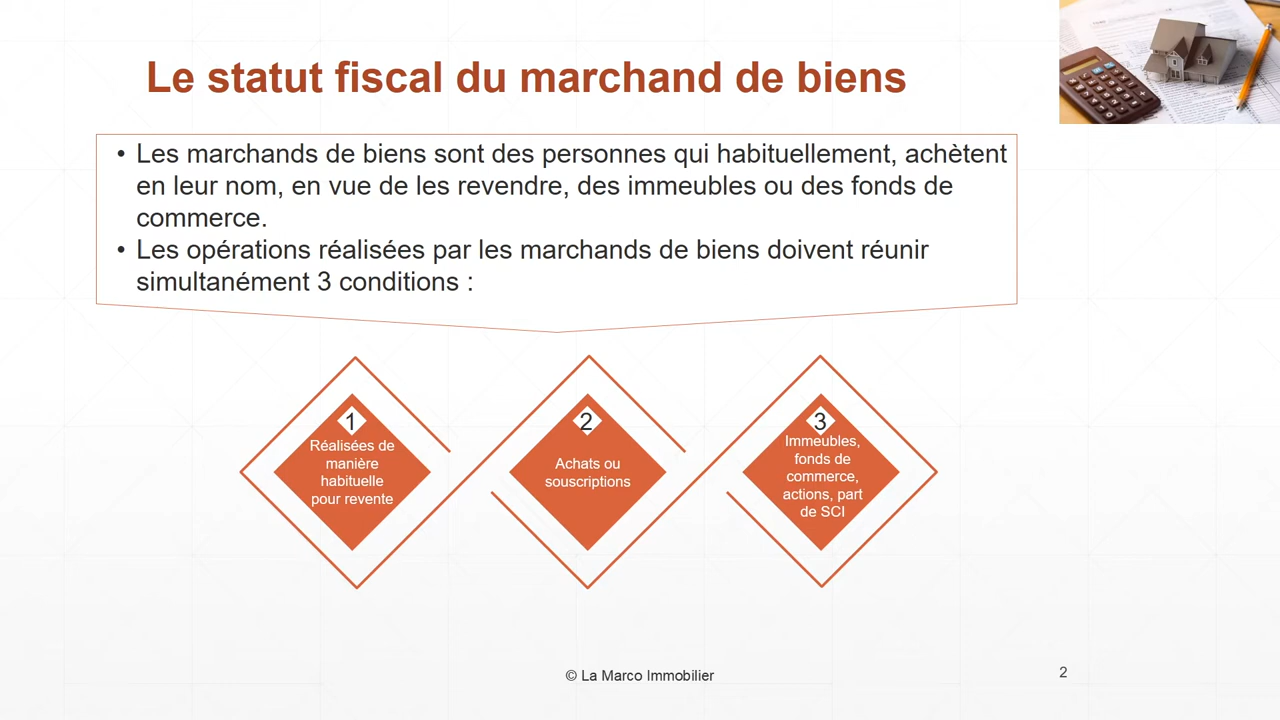 Le statut fiscal du marchand de biens
• Les marchands de biens sont des personnes qui habituellement, achètent
en leur nom, en vue de les revendre, des immeubles ou des fonds de
commerce.
• Les opérations réalisées par les marchands de biens doivent réunir
simultanément 3 conditions :
1
Réalisées de
manière
habituelle
pour revente
2
Achats ou
souscriptions
3
Immeubles,
fonds de
commerce,
actions, part
de SCI
© La Marco Immobilier
2